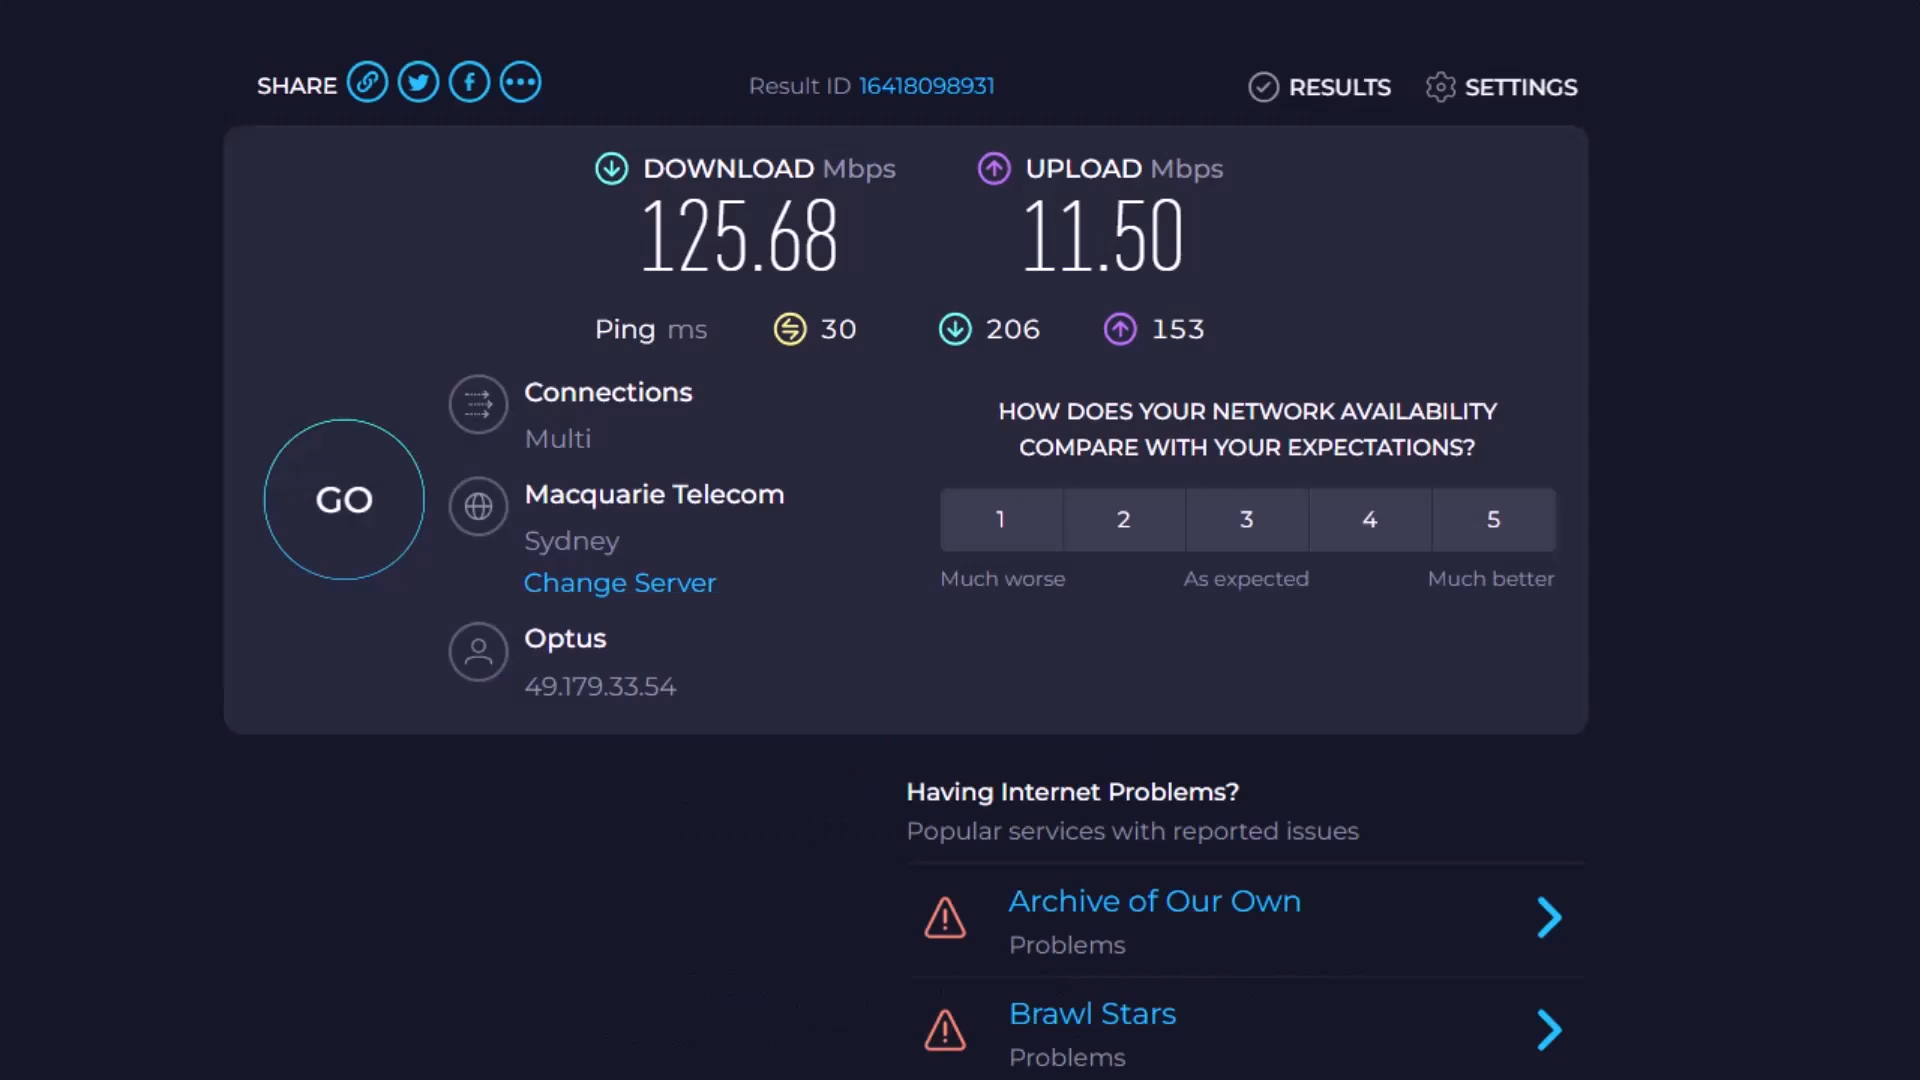 SHARE
Result ID 16418098931
RESULTS
SETTINGS
DOWNLOAD Mbps
125.68
UPLOAD Mbps
11.50
Ping ms 30 206 153
GO
Connections
Multi
Macquarie Telecom
Sydney
Change Server
Optus
49.179.33.54
HOW DOES YOUR NETWORK AVAILABILITY
COMPARE WITH YOUR EXPECTATIONS?
1 2 3 4 5
Much worse As expected Much better
Having Internet Problems?
Popular services with reported issues
Archive of Our Own
Problems
Brawl Stars
Problems